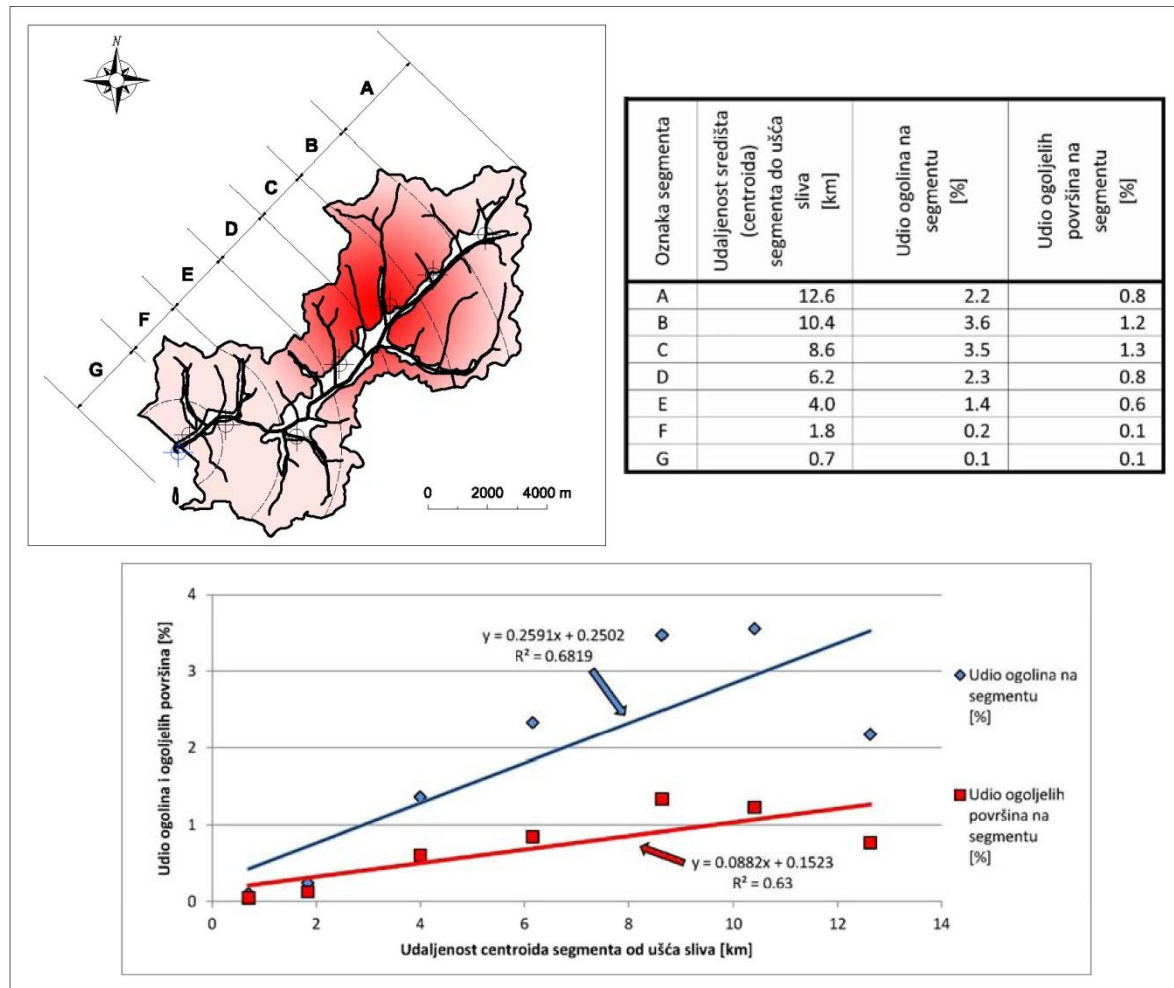 N
A
B
C
D
E
F
G
0 2000 4000 m
Oznaka segmenta
Udaljenost središta
(centroida)
segmenta do ušća
sliva
[km]
Udio ogolina na
segmentu
[%]
Udio ogoljelih
površina na
segmentu
[%]
A 12.6 2.2 0.8
B 10.4 3.6 1.2
C 8.6 3.5 1.3
D 6.2 2.3 0.8
E 4.0 1.4 0.6
F 1.8 0.2 0.1
G 0.7 0.1 0.1
Udio ogolina i ogoljelih površina [%]
4
3
2
1
0
y = 0.2591x + 0.2502
R² = 0.6819
y = 0.0882x + 0.1523
R² = 0.63
0 2 4 6 8 10 12 14
Udaljenost centroida segmenta od ušća sliva [km]
Udio ogolina na
segmentu
[%]
Udio ogoljelih
površina na
segmentu
[%]